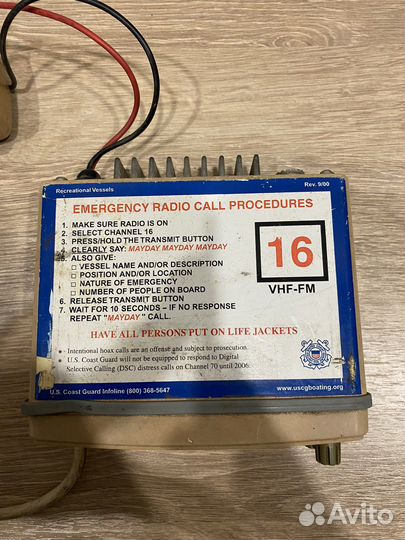 Recreational Vessels
Rev. 9/00
EMERGENCY RADIO CALL PROCEDURES
1. MAKE SURE RADIO IS ON
2. SELECT CHANNEL 16
3. PRESS/HOLD THE TRANSMIT BUTTON
4. CLEARLY SAY: MAYDAY MAYDAY MAYDAY
ALSO GIVE:
□ VESSEL NAME AND/OR DESCRIPTION
□ POSITION AND/OR LOCATION
□ NATURE OF EMERGENCY
□ NUMBER OF PEOPLE ON BOARD
6. RELEASE TRANSMIT BUTTON
7. WAIT FOR 10 SECONDS – IF NO RESPONSE
REPEAT "MAYDAY" CALL.
16
VHF-FM
HAVE ALL PERSONS PUT ON LIFE JACKETS
• Intentional hoax calls are an offense and subject to prosecution.
• U.S. Coast Guard will not be equipped to respond to Digital
Selective Calling (DSC) distress calls on Channel 70 until 2006.
U.S. Coast Guard Infoline (800) 368-5647
www.uscgboating.org
Avito